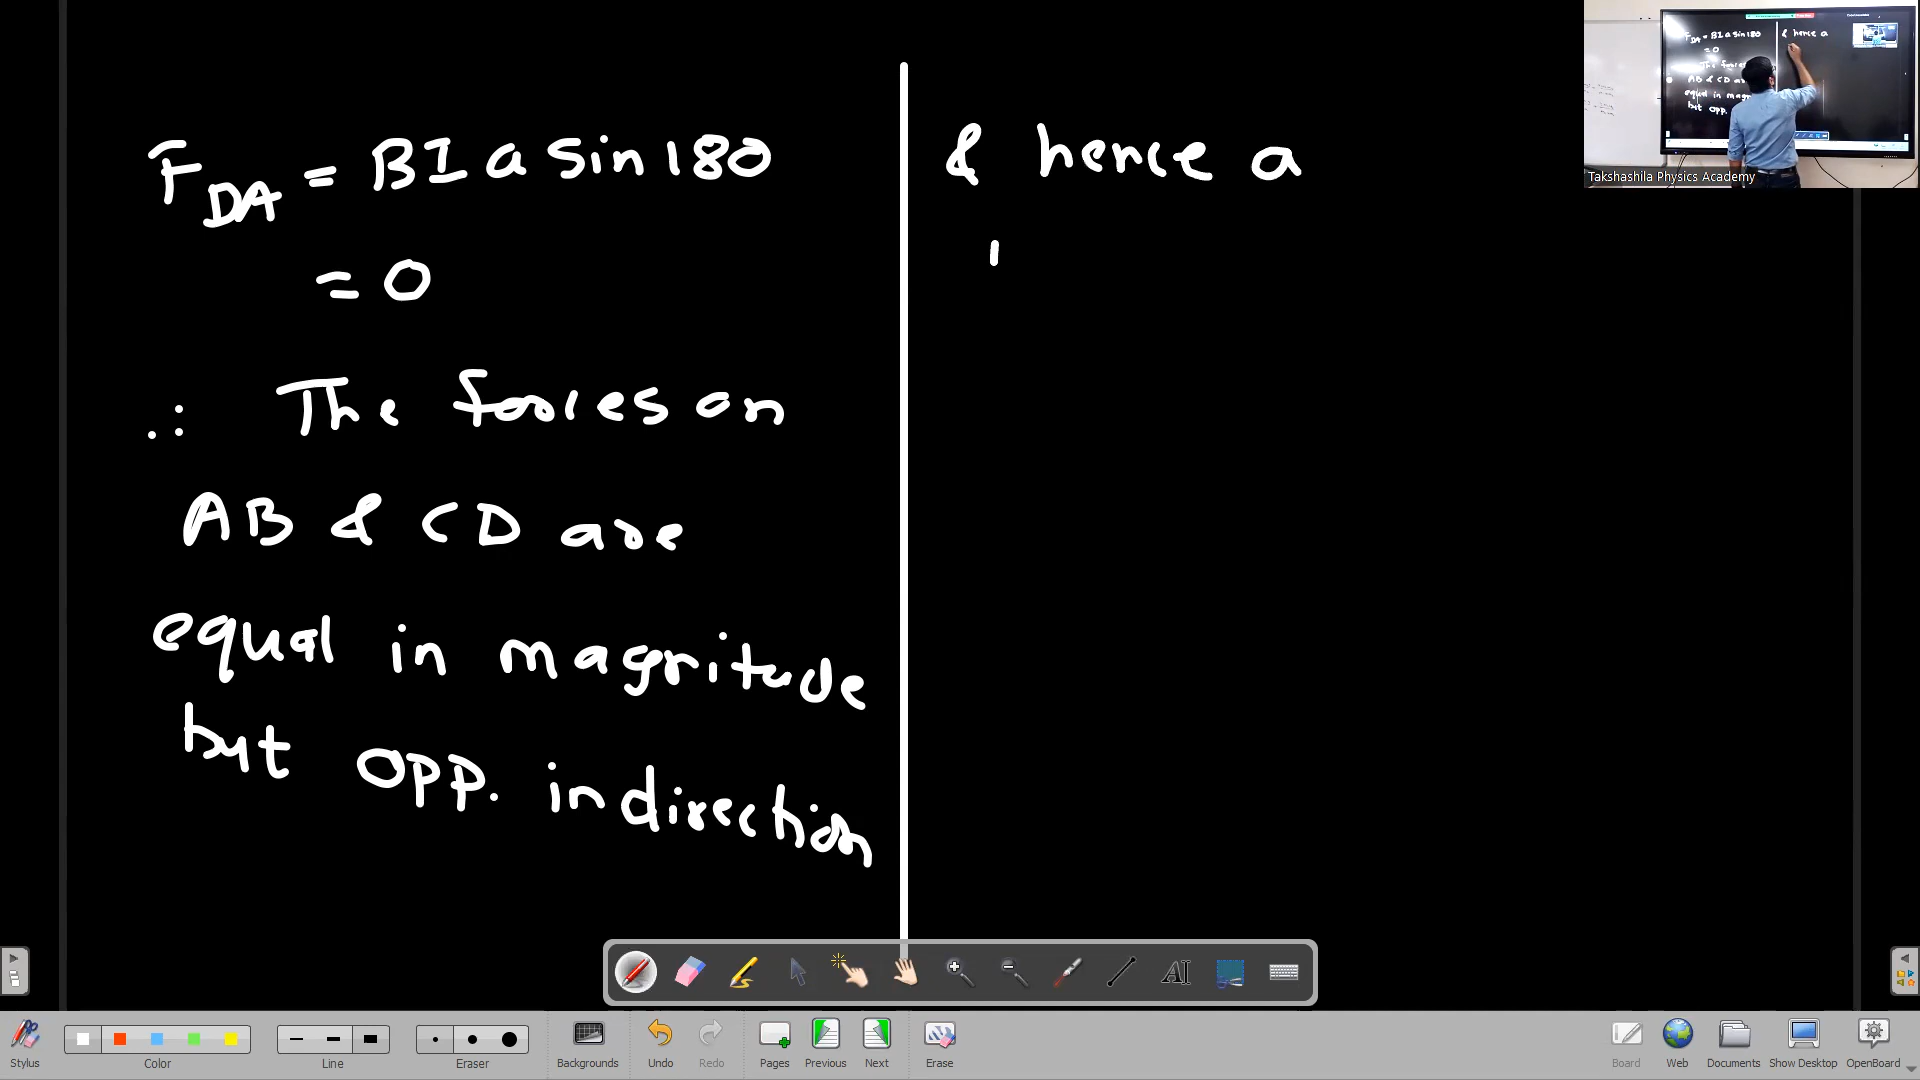 F_DA = BI a sin 180
= 0
∴ The forces on
AB & CD are
equal in magnitude
but opp. in direction
& hence a
Takshashila Physics Academy
Stylus
Color
Line
Eraser
Backgrounds
Undo
Redo
Pages
Previous
Next
Erase
Board
Web
Documents
Show Desktop
OpenBoard